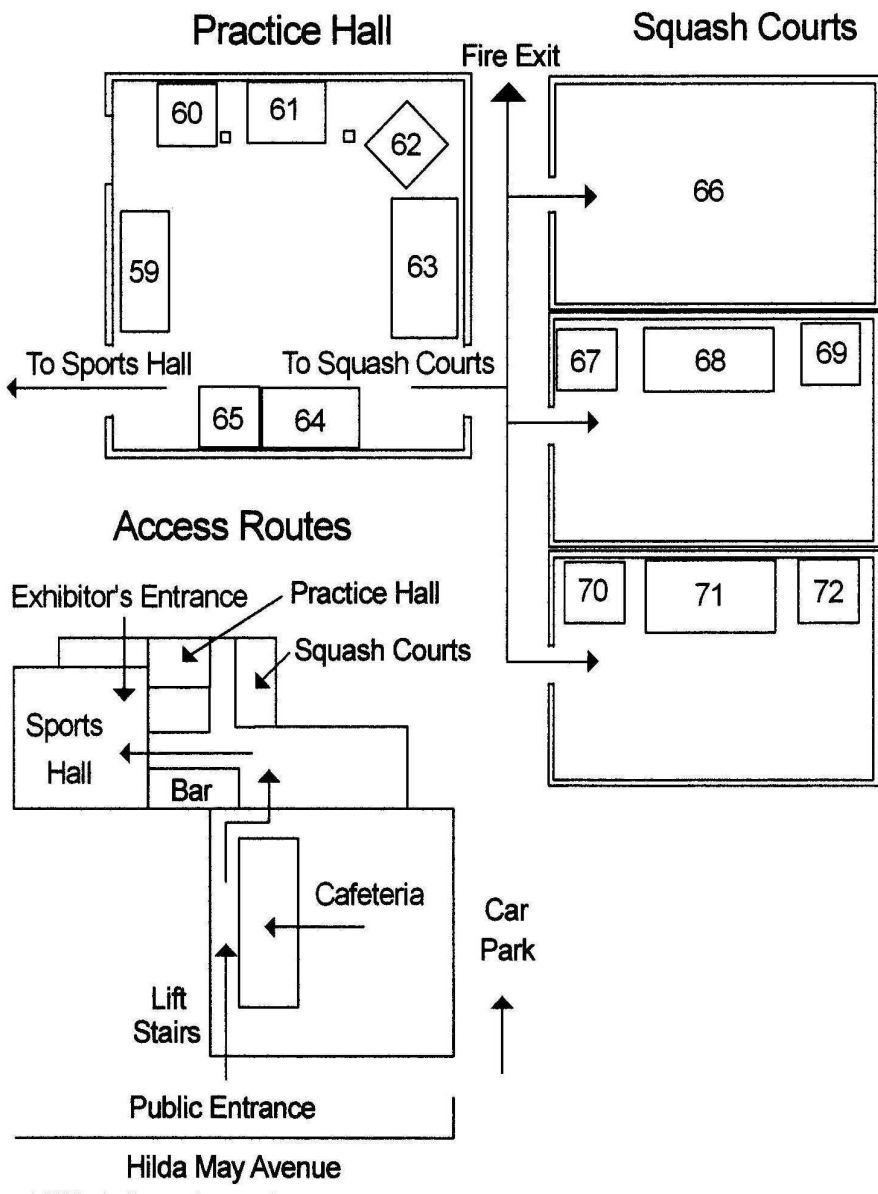 Practice Hall
Squash Courts
Fire Exit
60
61
62
66
59
63
67
68
69
To Sports Hall
To Squash Courts
65
64
Access Routes
70
71
72
Exhibitor's Entrance
Practice Hall
Squash Courts
Sports
Hall
Bar
Cafeteria
Car
Park
Lift
Stairs
Public Entrance
Hilda May Avenue